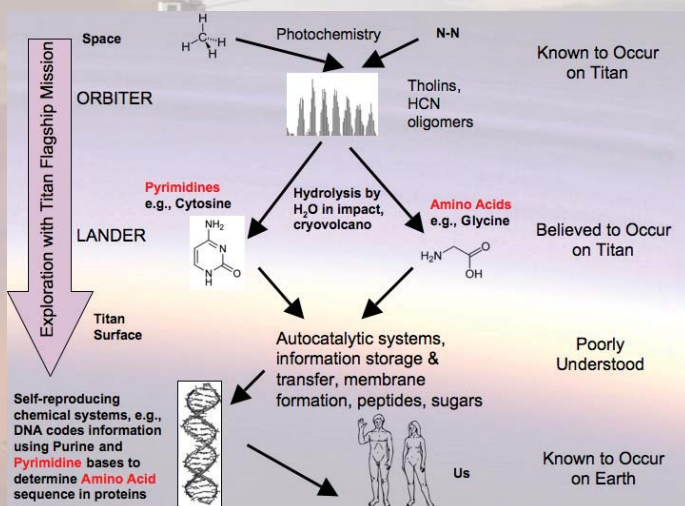 Space
Photochemistry
N-N
H
C
H
H
H
Known to Occur
on Titan
ORBITER
Tholins,
HCN
oligomers
Exploration with Titan Flagship Mission
Pyrimidines
e.g., Cytosine
Hydrolysis by
H₂O in impact,
cryovolcano
Amino Acids
e.g., Glycine
LANDER
NH₂
N
N
H
O
H₂N
O
OH
Believed to Occur
on Titan
Titan
Surface
Autocatalytic systems,
information storage &
transfer, membrane
formation, peptides, sugars
Poorly
Understood
Self-reproducing
chemical systems, e.g.,
DNA codes information
using Purine and
Pyrimidine bases to
determine Amino Acid
sequence in proteins
Us
Known to Occur
on Earth